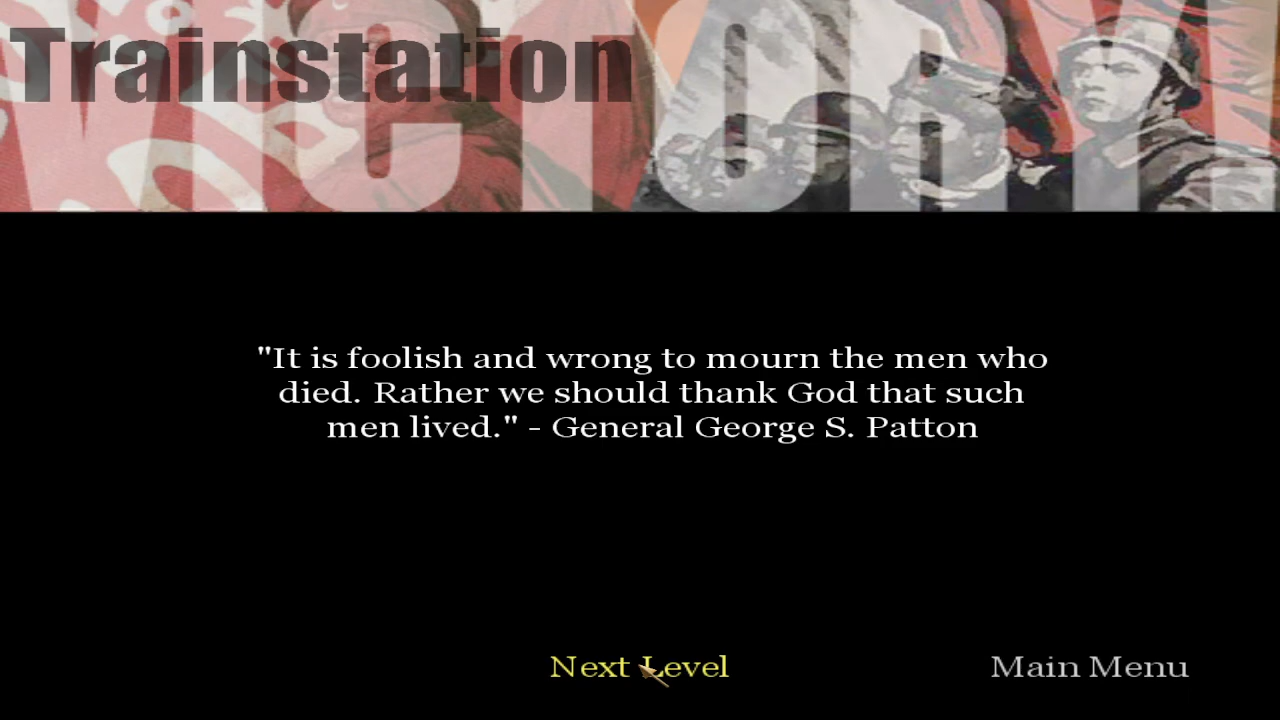 Trainstation
VICTORY!
"It is foolish and wrong to mourn the men who
died. Rather we should thank God that such
men lived." - General George S. Patton
Next Level
Main Menu